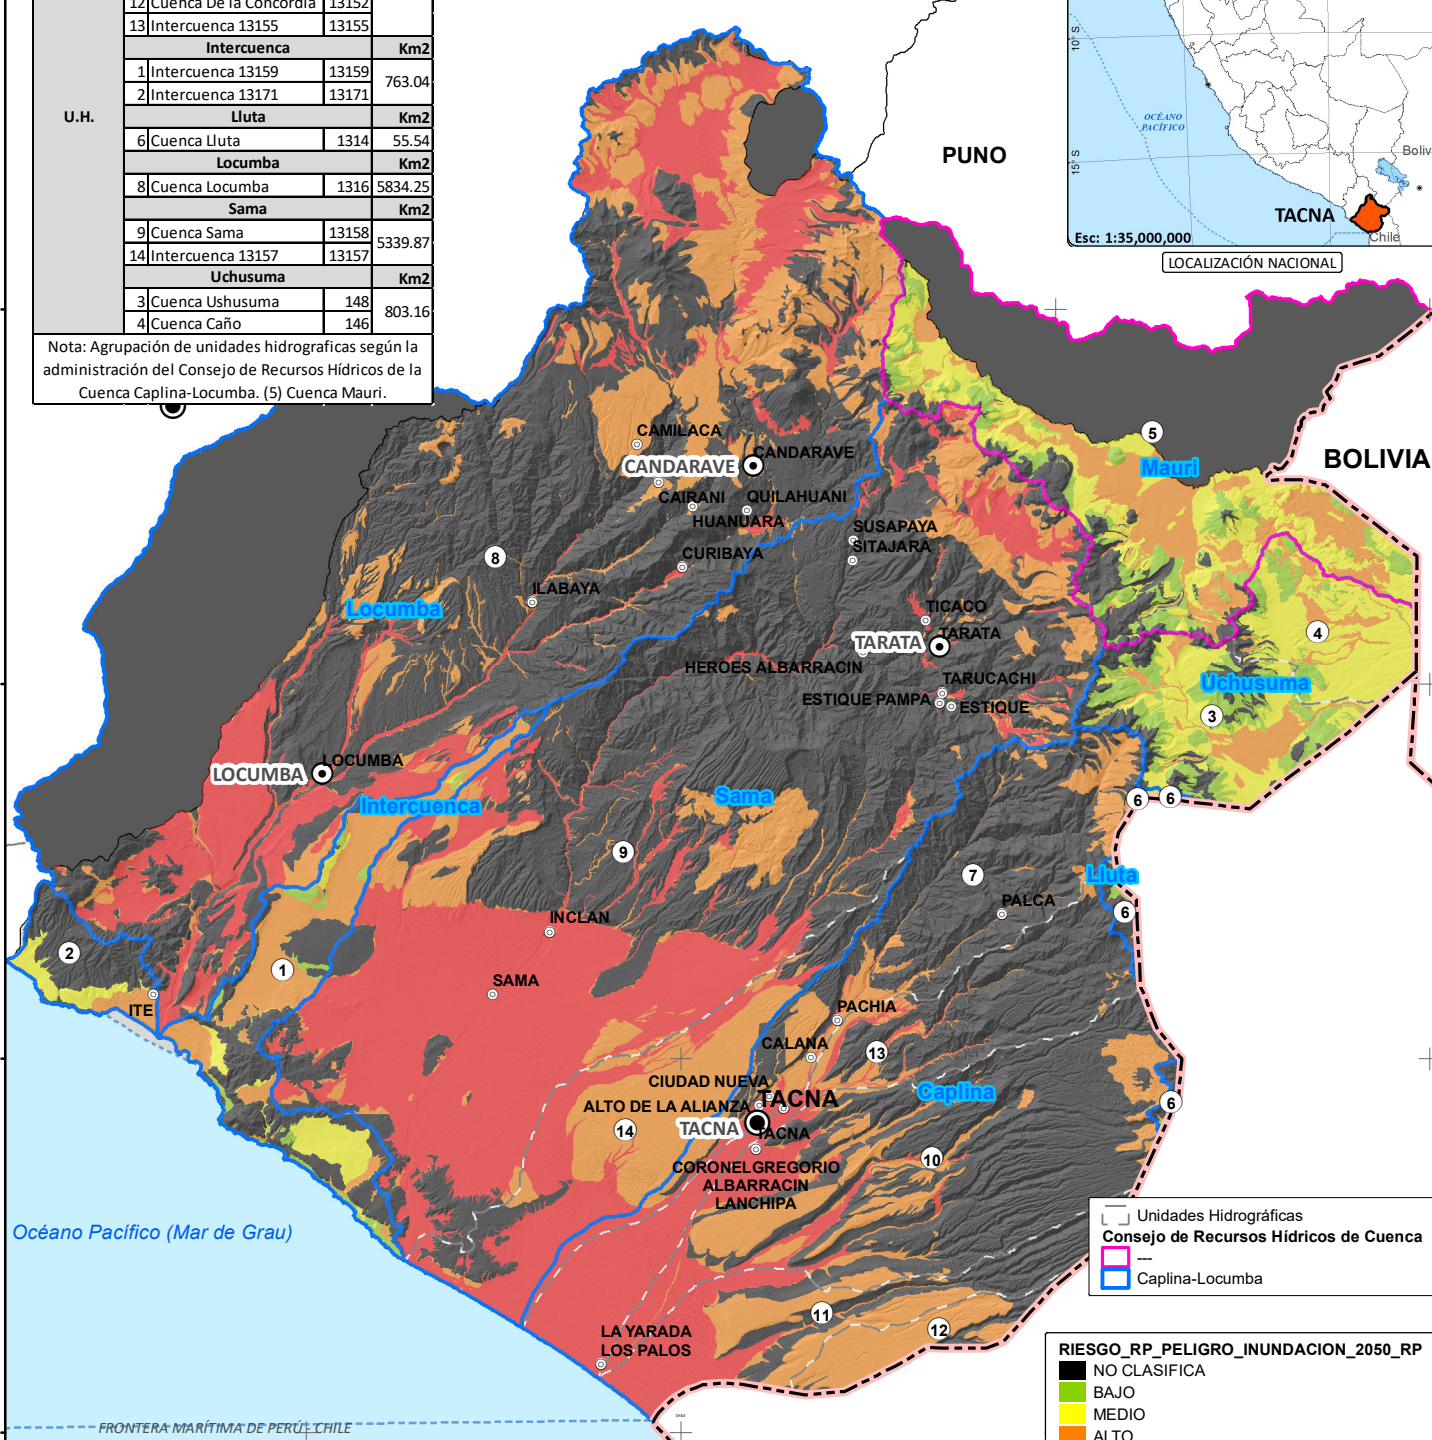 12 Cuenca De la Concordia 13152
13 Intercuenca 13155 13155
Intercuenca Km2
1 Intercuenca 13159 13159
763.04
2 Intercuenca 13171 13171
U.H.
Lluta Km2
6 Cuenca Lluta 1314 55.54
Locumba Km2
8 Cuenca Locumba 1316 5834.25
Sama Km2
9 Cuenca Sama 13158
5339.87
14 Intercuenca 13157 13157
Uchusuma Km2
3 Cuenca Ushusuma 148
803.16
4 Cuenca Caño 146
Nota: Agrupación de unidades hidrograficas según la
administración del Consejo de Recursos Hídricos de la
Cuenca Caplina-Locumba. (5) Cuenca Mauri.
10° S
15° S
OCÉANO
PACÍFICO
Boliv
TACNA
Chile
Esc: 1:35,000,000
LOCALIZACIÓN NACIONAL
PUNO
BOLIVIA
5
Mauri
CAMILACA
CANDARAVE
CANDARAVE
CAIRANI
QUILAHUANI
HUANUARA
SUSAPAYA
SITAJARA
CURIBAYA
8
ILABAYA
Locumba
TICACO
TARATA
TARATA
4
HEROES ALBARRACIN
TARUCACHI
Uchusuma
ESTIQUE PAMPA
ESTIQUE
3
LOCUMBA
LOCUMBA
Intercuenca
Sama
6
6
9
7
Lluta
PALCA
6
INCLAN
2
1
SAMA
ITE
PACHIA
CALANA
13
CIUDAD NUEVA
Caplina
TACNA
ALTO DE LA ALIANZA
6
14
TACNA
TACNA
10
CORONELGREGORIO
ALBARRACIN
LANCHIPA
Océano Pacífico (Mar de Grau)
11
12
LA YARADA
LOS PALOS
FRONTERA MARÍTIMA DE PERÚ_CHILE
Unidades Hidrográficas
Consejo de Recursos Hídricos de Cuenca
---
Caplina-Locumba
RIESGO_RP_PELIGRO_INUNDACION_2050_RP
NO CLASIFICA
BAJO
MEDIO
ALTO